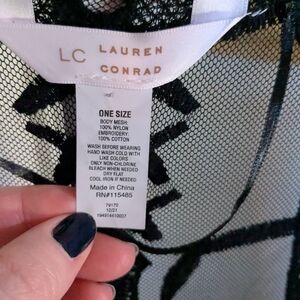 LC LAUREN
CONRAD
ONE SIZE
BODY MESH:
100% NYLON
EMBROIDERY:
100% COTTON
WASH BEFORE WEARING
HAND WASH COLD WITH
LIKE COLORS
ONLY NON-CHLORINE
BLEACH WHEN NEEDED
DRY FLAT
COOL IRON IF NEEDED
Made in China
RN#115485
12/21